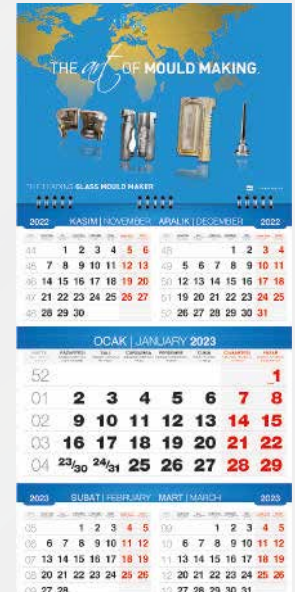 THE art OF MOULD MAKING.
THE LEADING GLASS MOULD MAKER
2022 KASIM | NOVEMBER ARALIK | DECEMBER 2022
44 1 2 3 4 5 6 48 1 2 3 4
45 7 8 9 10 11 12 13 49 5 6 7 8 9 10 11
46 14 15 16 17 18 19 20 50 12 13 14 15 16 17 18
47 21 22 23 24 25 26 27 51 19 20 21 22 23 24 25
48 28 29 30 52 26 27 28 29 30 31
OCAK | JANUARY 2023
52 1
01 2 3 4 5 6 7 8
02 9 10 11 12 13 14 15
03 16 17 18 19 20 21 22
04 23/30 24/31 25 26 27 28 29
2023 ŞUBAT | FEBRUARY MART | MARCH 2023
05 1 2 3 4 5 09 1 2 3 4 5
06 6 7 8 9 10 11 12 10 6 7 8 9 10 11 12
07 13 14 15 16 17 18 19 11 13 14 15 16 17 18 19
08 20 21 22 23 24 25 26 12 20 21 22 23 24 25 26
09 27 28 27 28 29 30 31